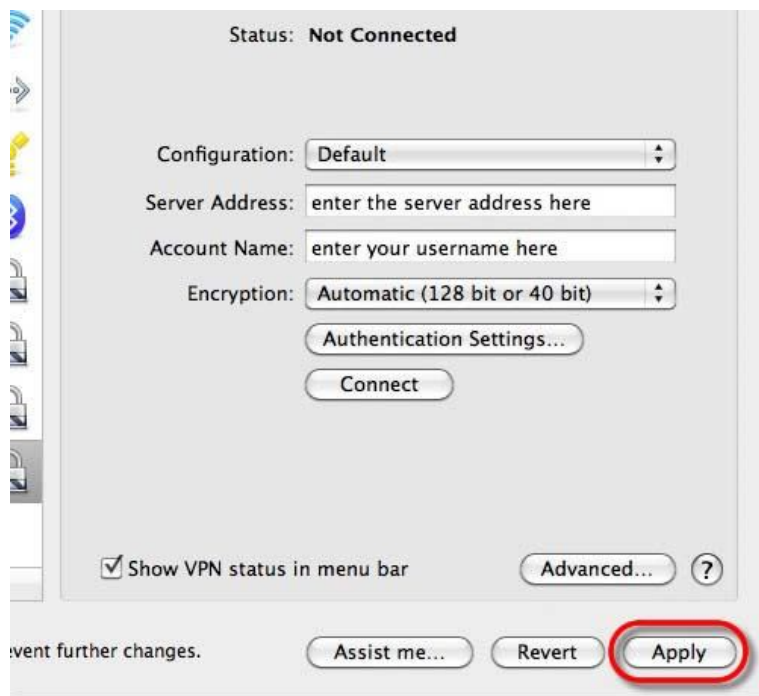 Status: Not Connected
Configuration: Default
Server Address: enter the server address here
Account Name: enter your username here
Encryption: Automatic (128 bit or 40 bit)
Authentication Settings...
Connect
Show VPN status in menu bar Advanced... ?
further changes. Assist me... Revert Apply